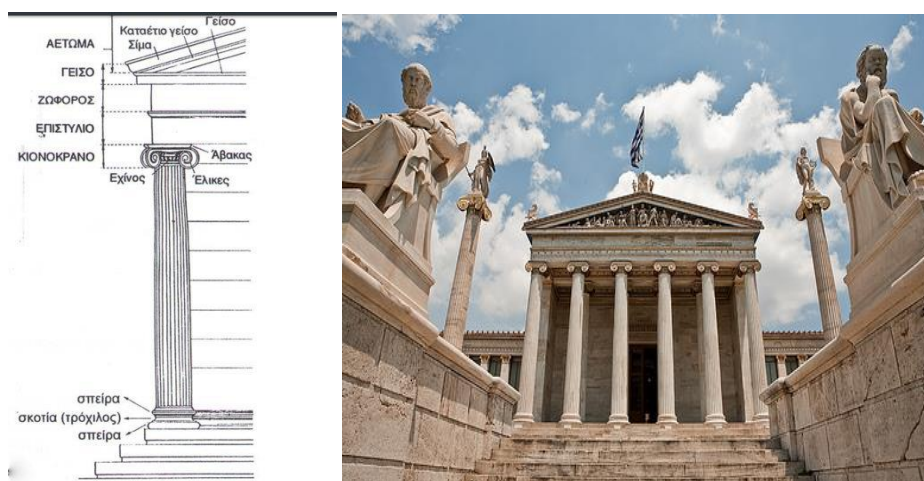 Γείσο
Καταέτιο γείσο
Σίμα
ΑΕΤΩΜΑ
ΓΕΙΣΟ
ΖΩΦΟΡΟΣ
ΕΠΙΣΤΥΛΙΟ
ΚΙΟΝΟΚΡΑΝΟ
Άβακας
Εχίνος
Έλικες
σπείρα
σκοτία (τρόχιλος)
σπείρα